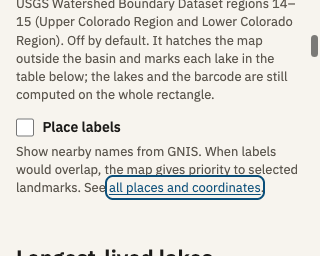 USGS Watershed Boundary Dataset regions 14–
15 (Upper Colorado Region and Lower Colorado
Region). Off by default. It hatches the map
outside the basin and marks each lake in the
table below; the lakes and the barcode are still
computed on the whole rectangle.
Place labels
Show nearby names from GNIS. When labels
would overlap, the map gives priority to selected
landmarks. See all places and coordinates.
Longest-lived lakes